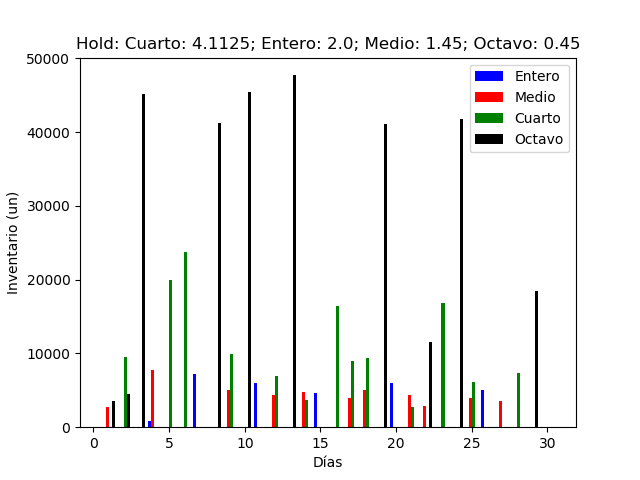 Hold: Cuarto: 4.1125; Entero: 2.0; Medio: 1.45; Octavo: 0.45
50000
40000
30000
20000
10000
0
Inventario (un)
Entero
Medio
Cuarto
Octavo
0 5 10 15 20 25 30
Días